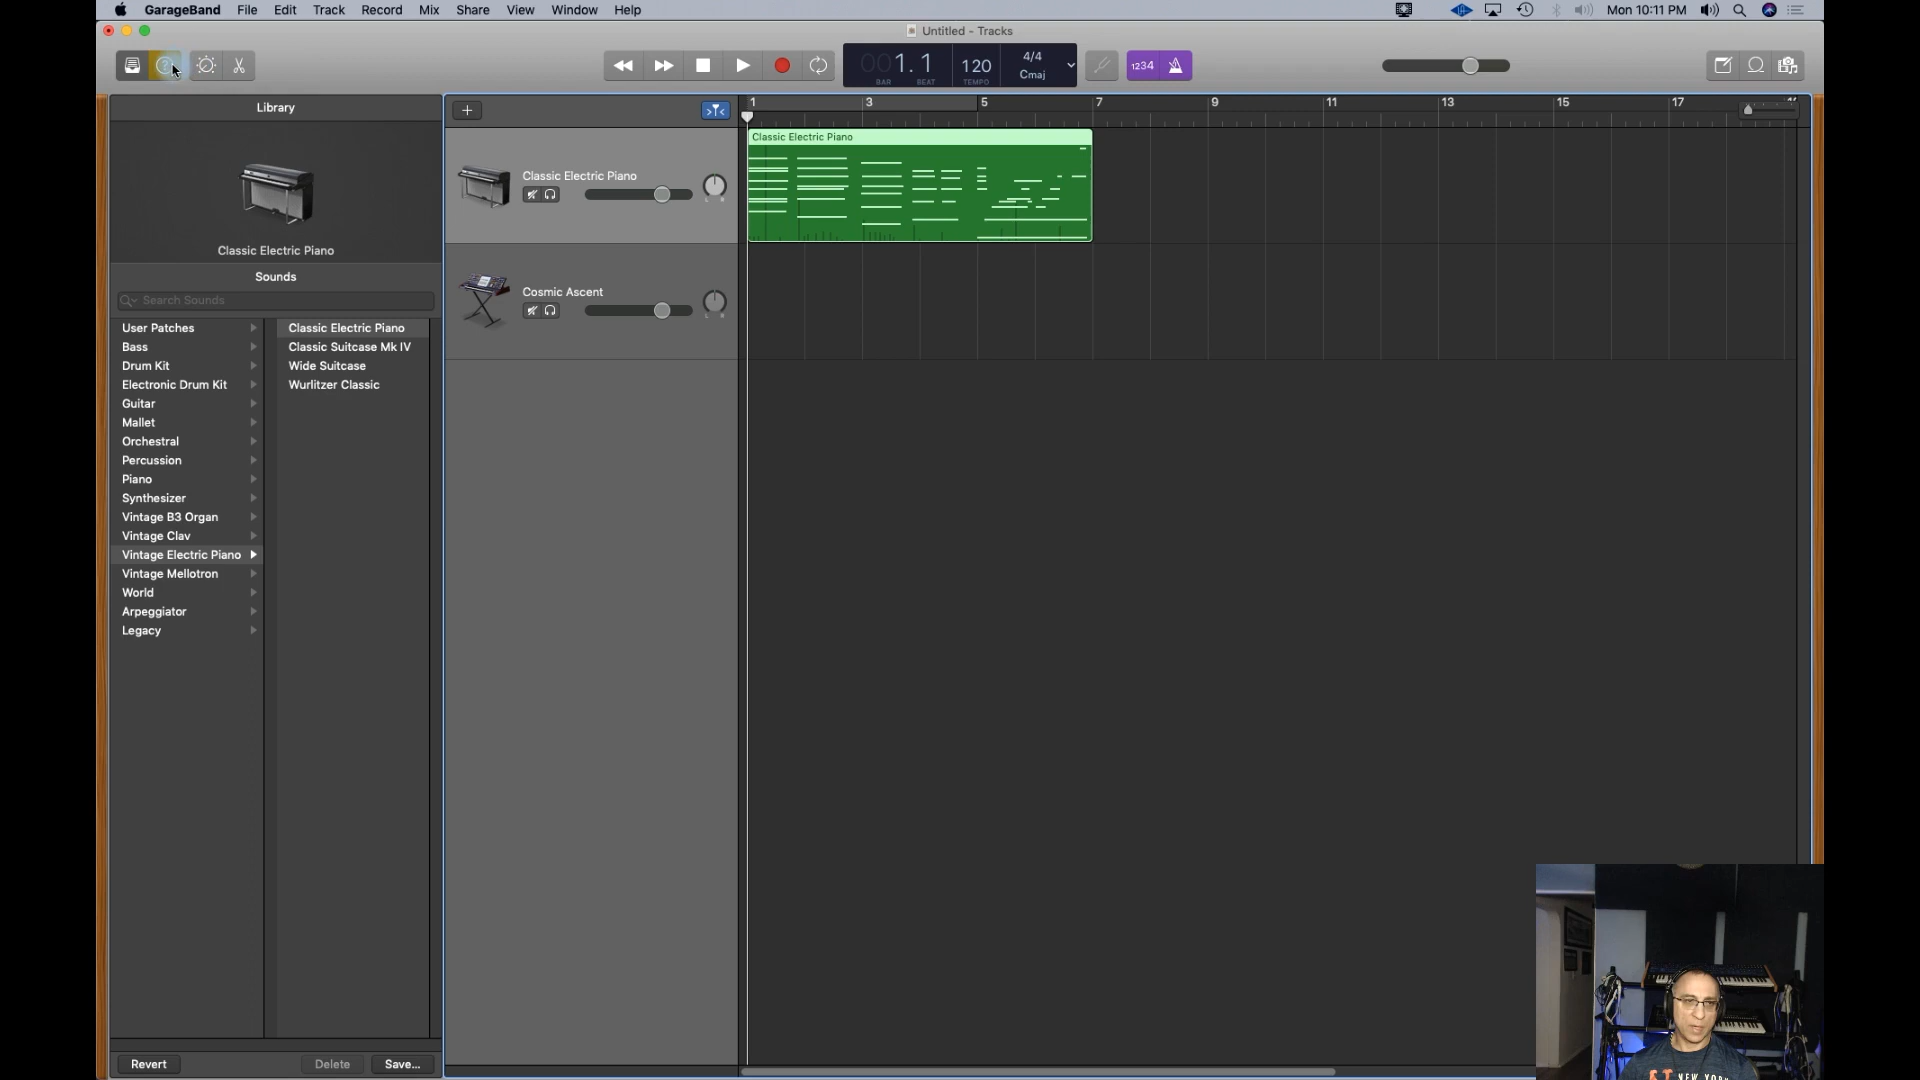 GarageBand File Edit Track Record Mix Share View Window Help Mon 10:11 PM
Untitled - Tracks
001.1 120 4/4
Cmaj
BAR BEAT TEMPO
1234
Library
1 3 5 7 9 11 13 15 17
Classic Electric Piano
Classic Electric Piano
L R
Classic Electric Piano
Sounds
Search Sounds
Cosmic Ascent
L R
User Patches
Bass
Drum Kit
Electronic Drum Kit
Guitar
Mallet
Orchestral
Percussion
Piano
Synthesizer
Vintage B3 Organ
Vintage Clav
Vintage Electric Piano
Vintage Mellotron
World
Arpeggiator
Legacy
Classic Electric Piano
Classic Suitcase Mk IV
Wide Suitcase
Wurlitzer Classic
Revert Delete Save...
NEW YORK